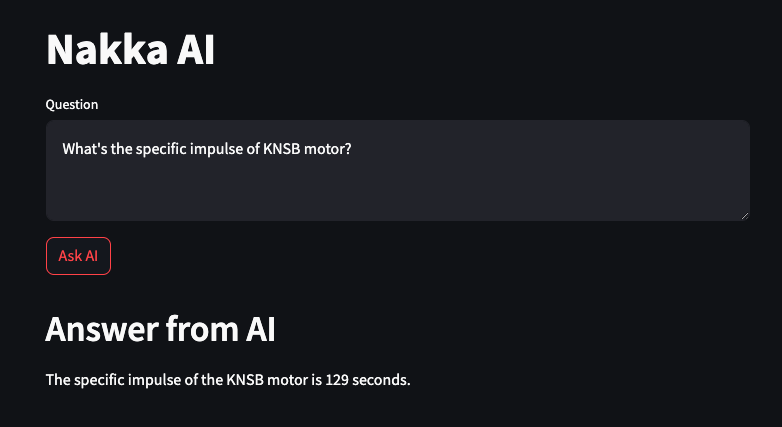 Nakka AI
Question
What's the specific impulse of KNSB motor?
Ask AI
Answer from AI
The specific impulse of the KNSB motor is 129 seconds.